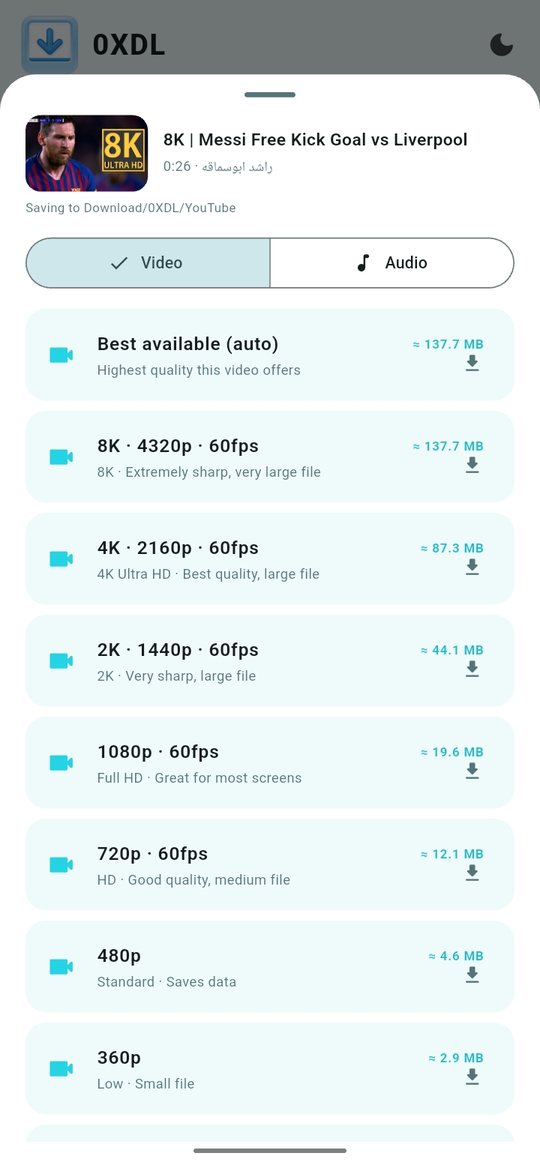 0XDL
8K
ULTRA HD
8K | Messi Free Kick Goal vs Liverpool
0:26 · راشد ابوسماقه
Saving to Download/0XDL/YouTube
Video
Audio
Best available (auto)
≈ 137.7 MB
Highest quality this video offers
8K · 4320p · 60fps
≈ 137.7 MB
8K · Extremely sharp, very large file
4K · 2160p · 60fps
≈ 87.3 MB
4K Ultra HD · Best quality, large file
2K · 1440p · 60fps
≈ 44.1 MB
2K · Very sharp, large file
1080p · 60fps
≈ 19.6 MB
Full HD · Great for most screens
720p · 60fps
≈ 12.1 MB
HD · Good quality, medium file
480p
≈ 4.6 MB
Standard · Saves data
360p
≈ 2.9 MB
Low · Small file